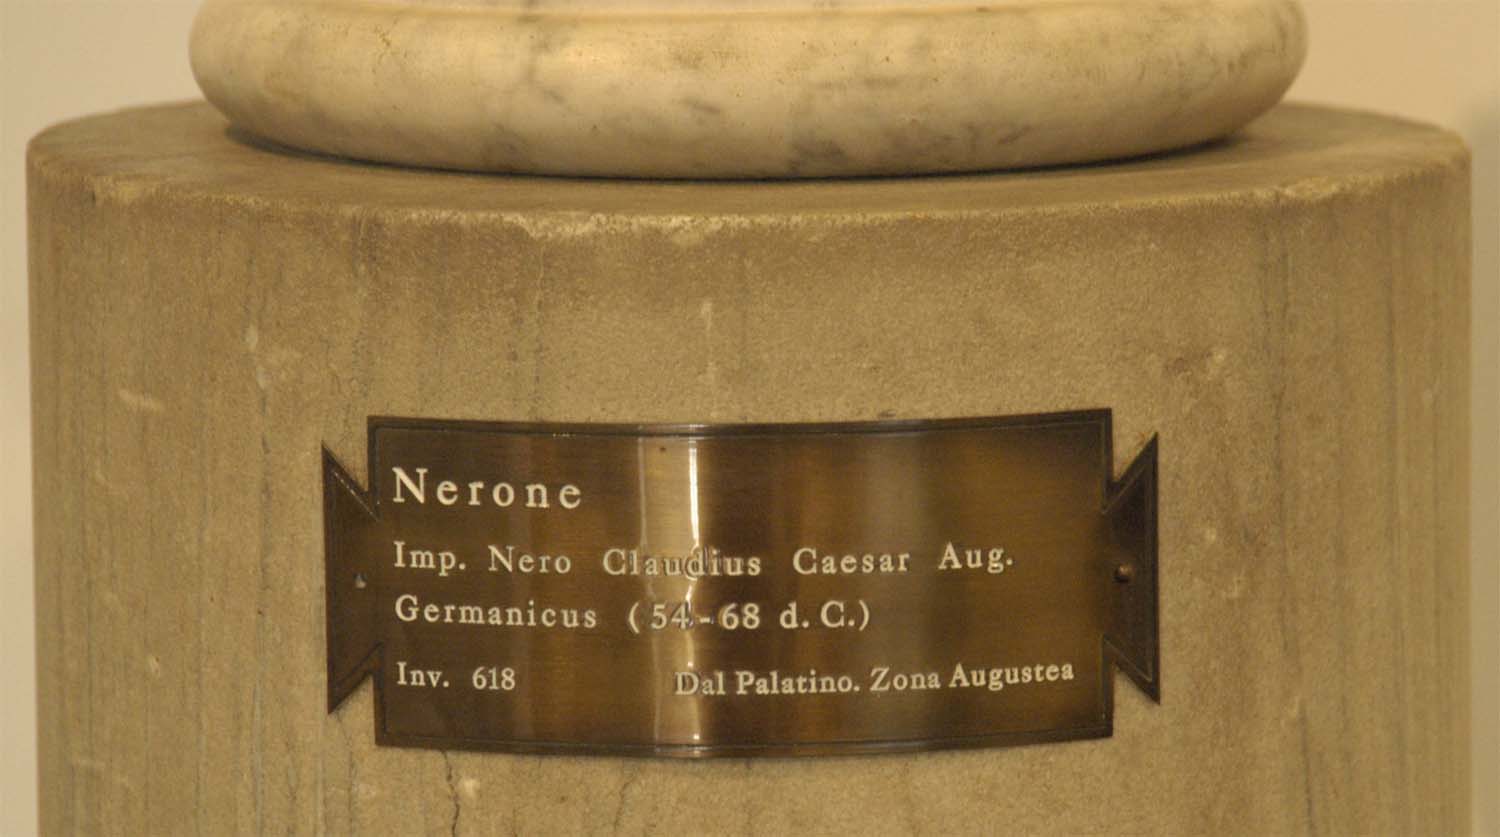 Nerone
Imp. Nero Claudius Caesar Aug.
Germanicus (54-68 d.C.)
Inv. 618 Dal Palatino. Zona Augustea